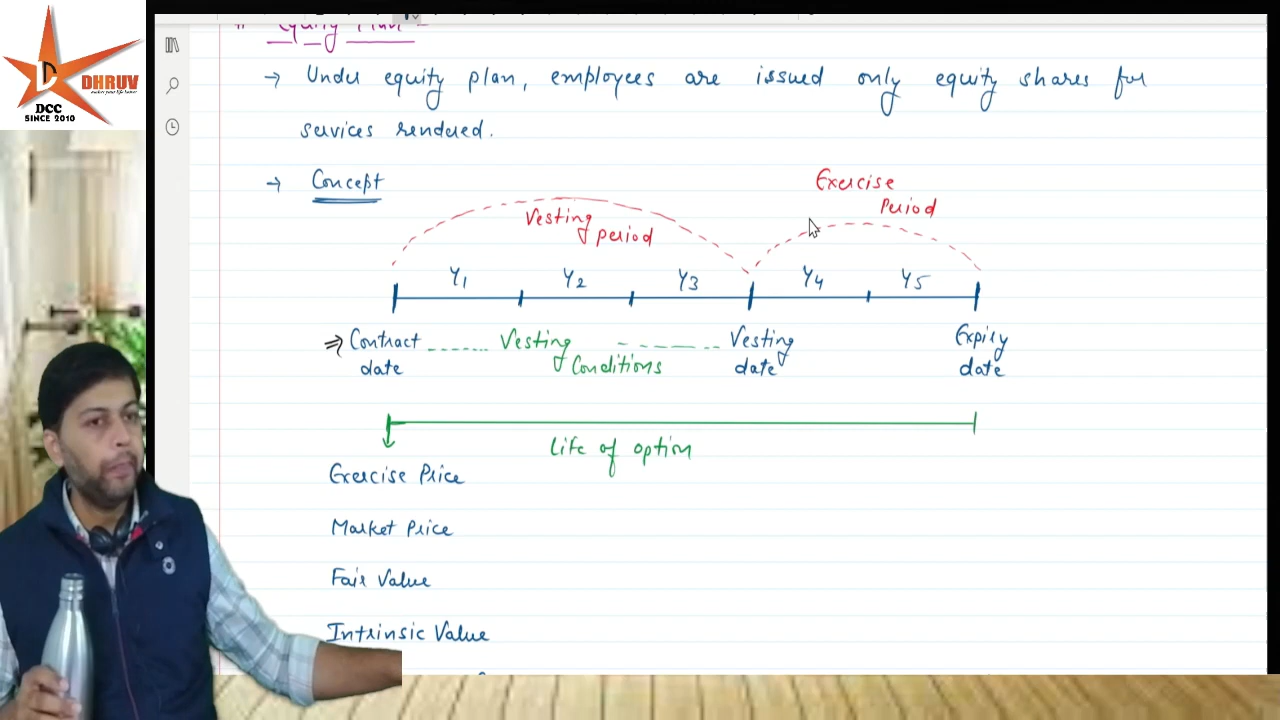 DHRUV
DCC
SINCE 2010
Equity Plan -
→ Under equity plan, employees are issued only equity shares for
services rendered.
→ Concept
Exercise
Period
Vesting
period
Y1 Y2 Y3 Y4 Y5
⇒ Contract date
Vesting Conditions
Vesting date
Expiry date
Life of option
Exercise Price
Market Price
Fair Value
Intrinsic Value